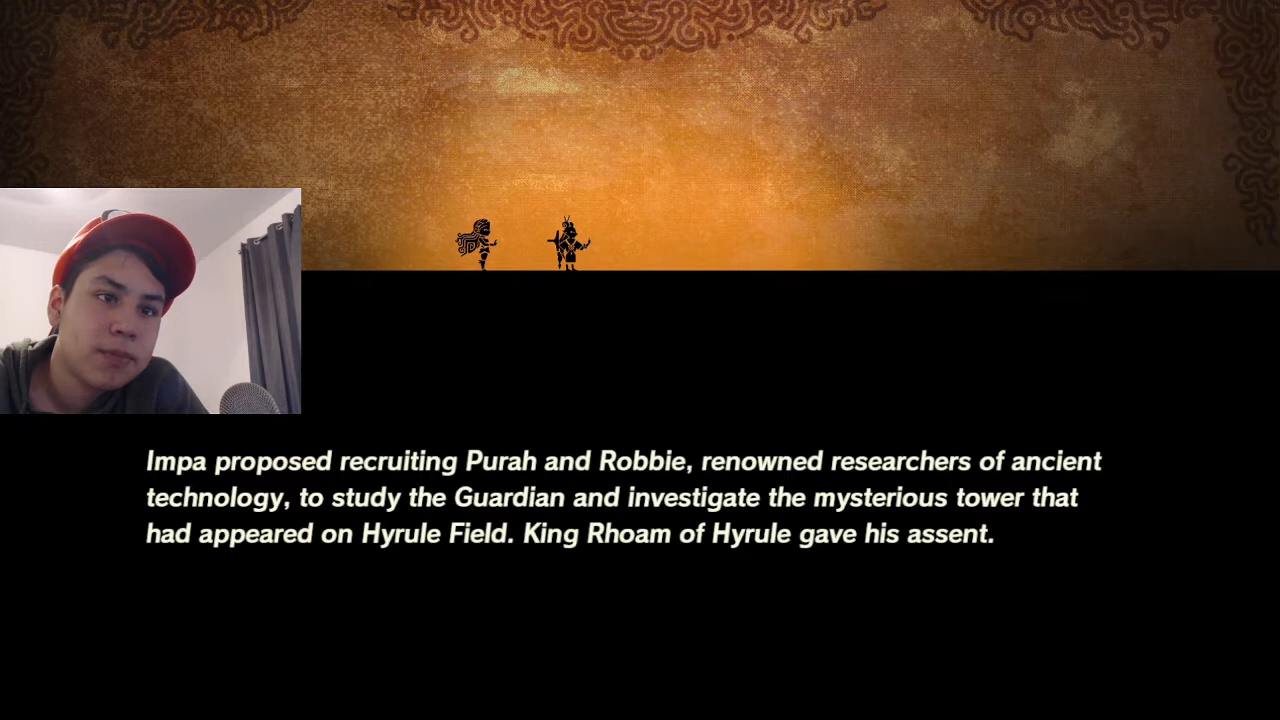 Impa proposed recruiting Purah and Robbie, renowned researchers of ancient
technology, to study the Guardian and investigate the mysterious tower that
had appeared on Hyrule Field. King Rhoam of Hyrule gave his assent.